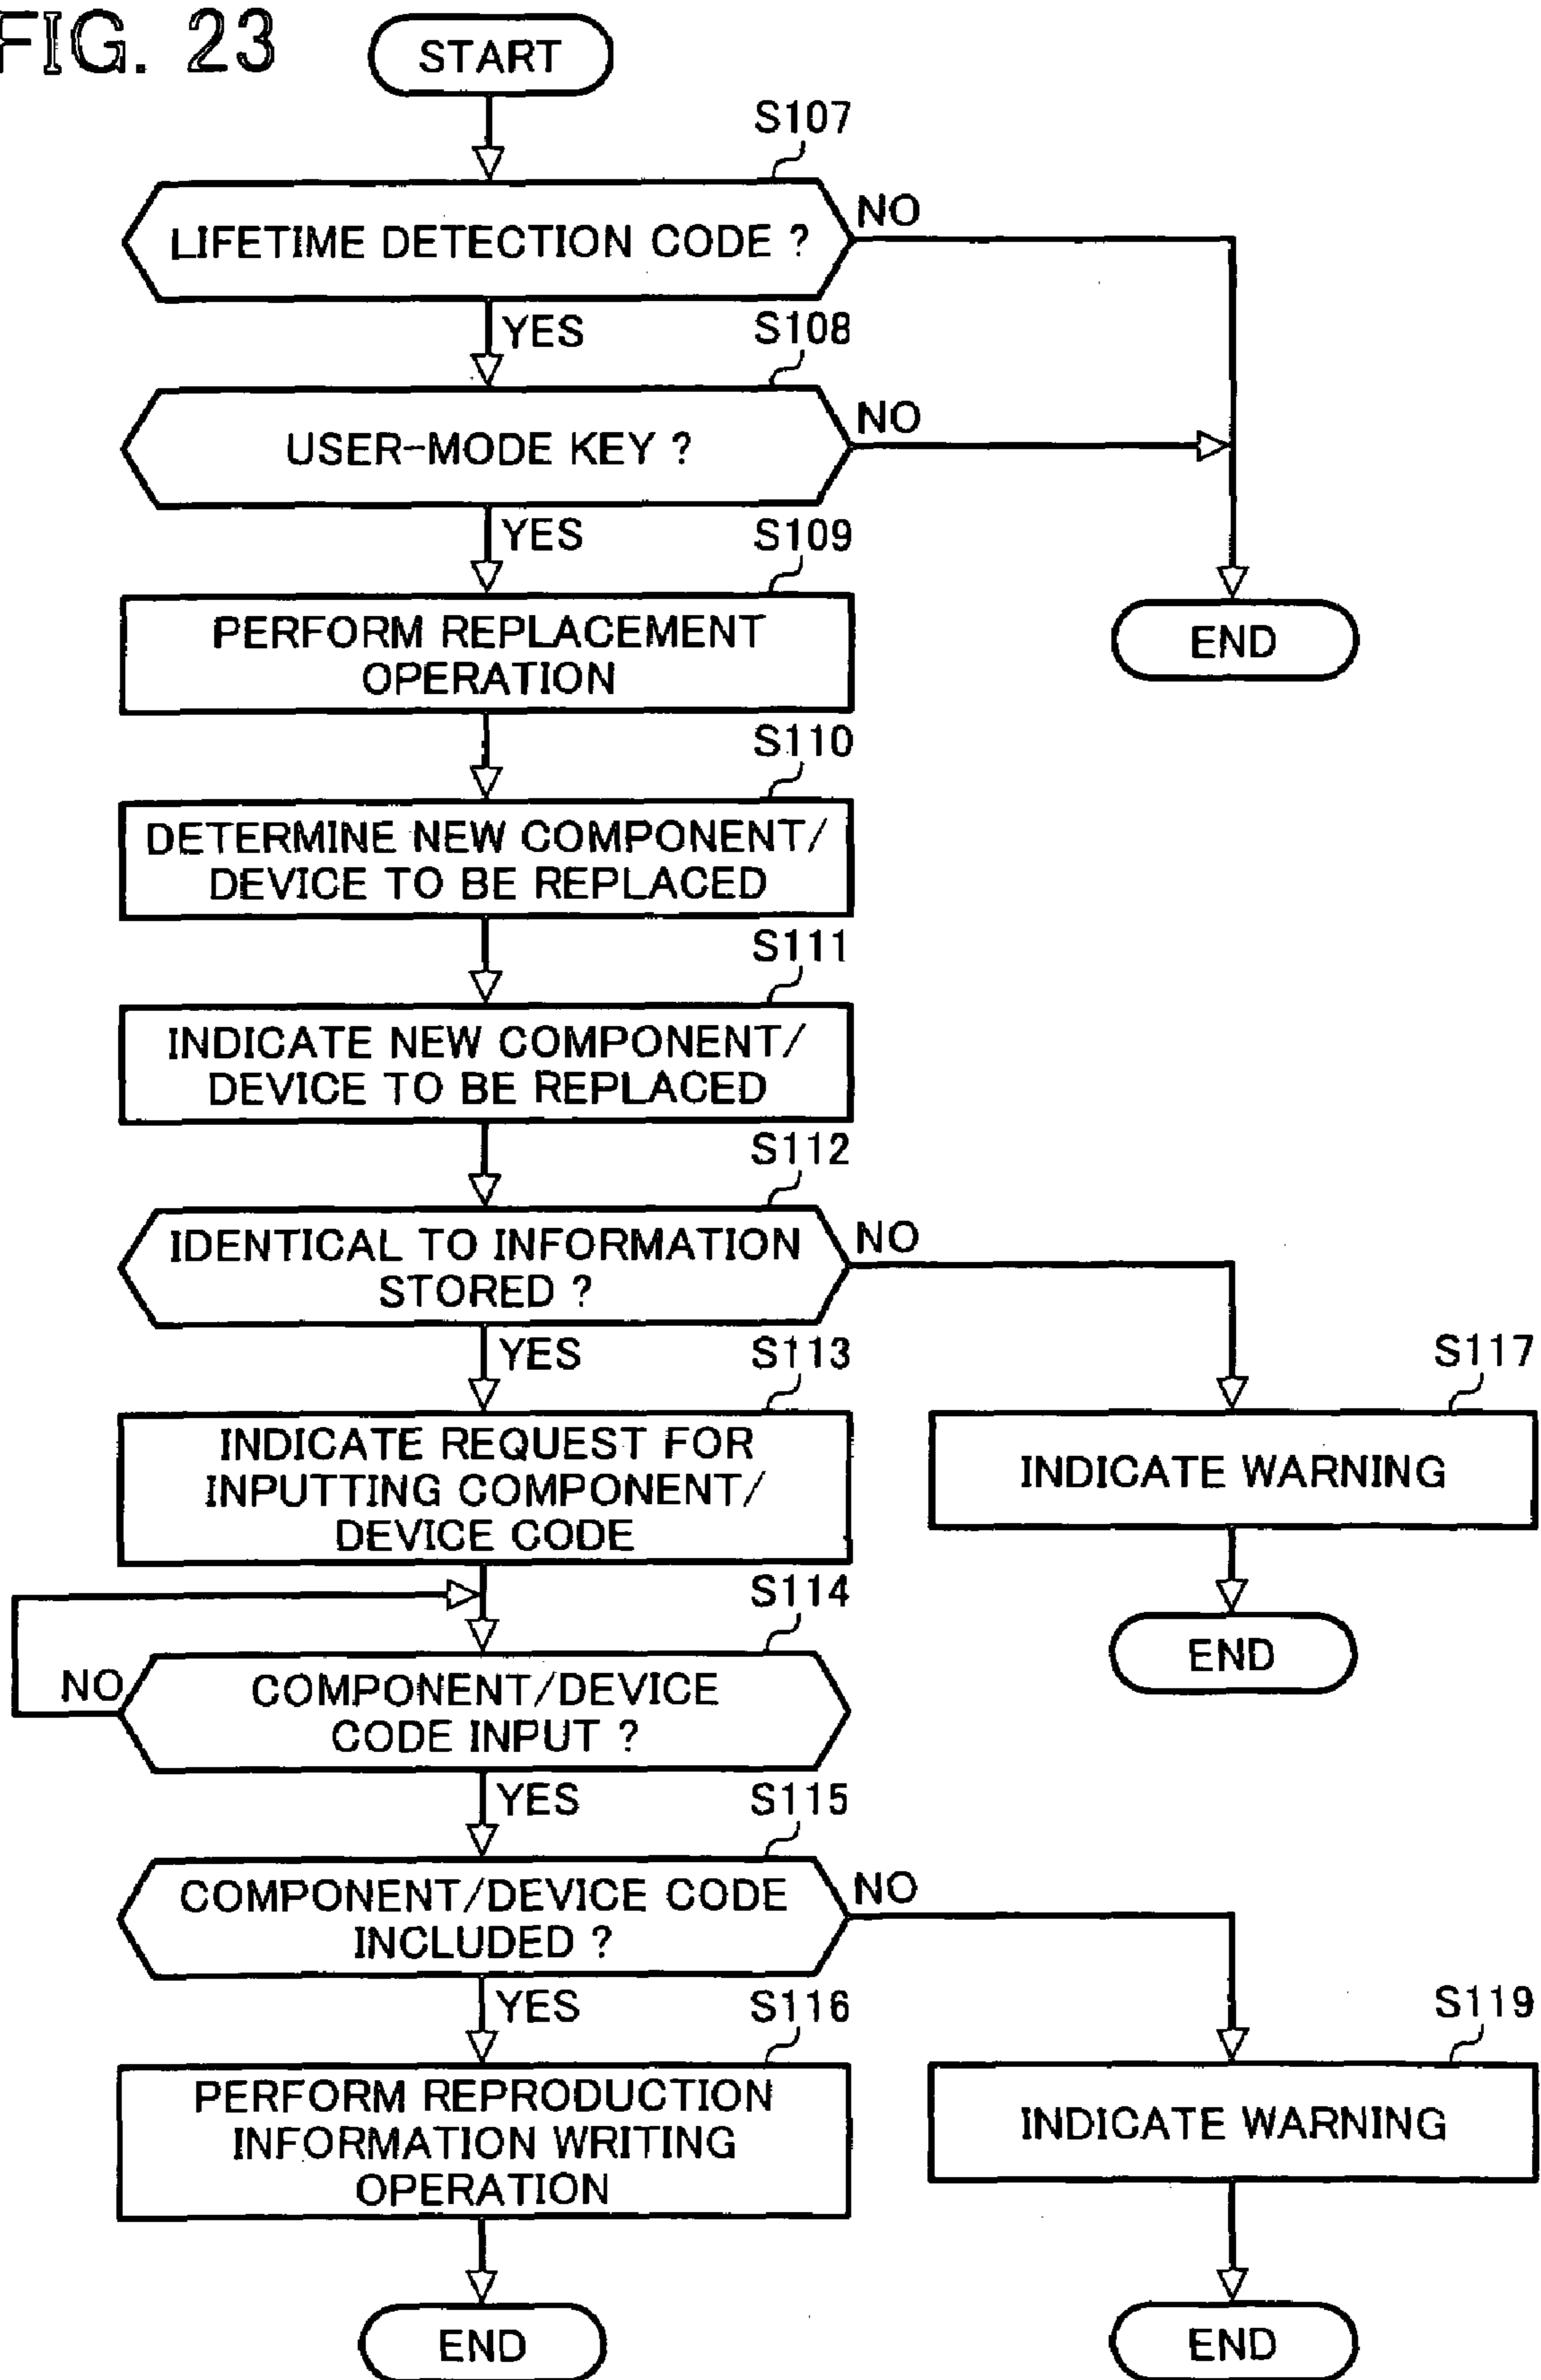 FIG. 23
START
S107
LIFETIME DETECTION CODE ?
NO
YES
S108
USER-MODE KEY ?
NO
YES
S109
PERFORM REPLACEMENT
OPERATION
END
S110
DETERMINE NEW COMPONENT/
DEVICE TO BE REPLACED
S111
INDICATE NEW COMPONENT/
DEVICE TO BE REPLACED
S112
IDENTICAL TO INFORMATION
STORED ?
NO
YES
S113
INDICATE REQUEST FOR
INPUTTING COMPONENT/
DEVICE CODE
S117
INDICATE WARNING
END
S114
COMPONENT/DEVICE
CODE INPUT ?
NO
YES
S115
COMPONENT/DEVICE CODE
INCLUDED ?
NO
YES
S116
PERFORM REPRODUCTION
INFORMATION WRITING
OPERATION
S119
INDICATE WARNING
END
END